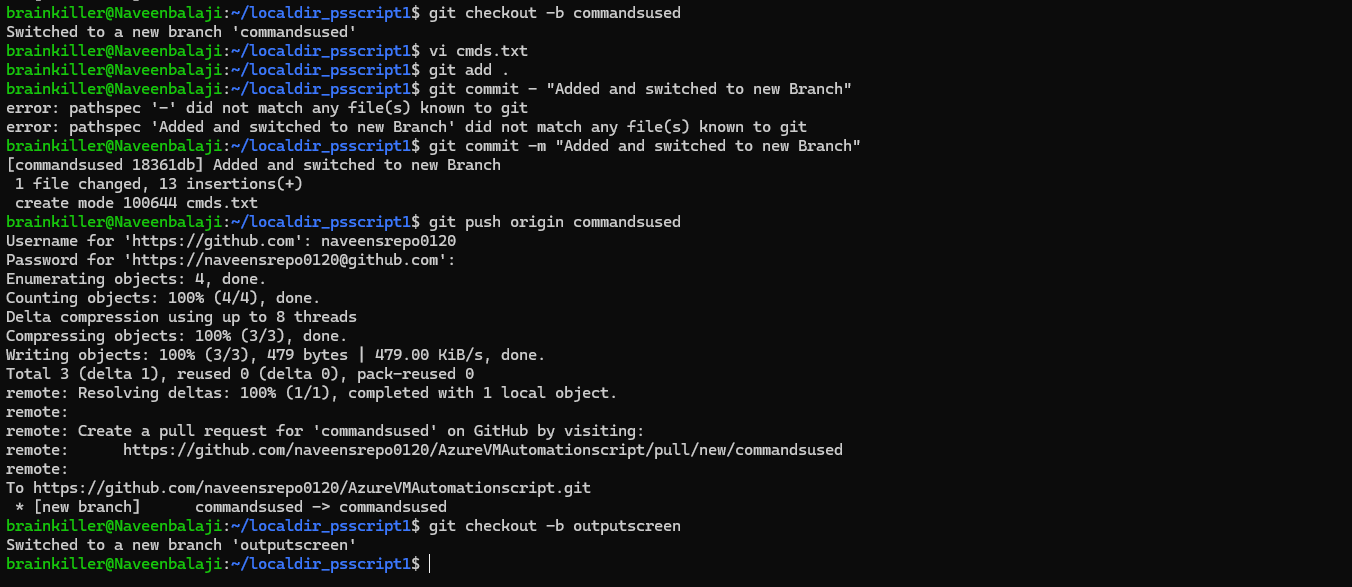 brainkiller@Naveenbalaji:~/localdir_psscript1$ git checkout -b commandsused
Switched to a new branch 'commandsused'
brainkiller@Naveenbalaji:~/localdir_psscript1$ vi cmds.txt
brainkiller@Naveenbalaji:~/localdir_psscript1$ git add .
brainkiller@Naveenbalaji:~/localdir_psscript1$ git commit - "Added and switched to new Branch"
error: pathspec '-' did not match any file(s) known to git
error: pathspec 'Added and switched to new Branch' did not match any file(s) known to git
brainkiller@Naveenbalaji:~/localdir_psscript1$ git commit -m "Added and switched to new Branch"
[commandsused 18361db] Added and switched to new Branch
 1 file changed, 13 insertions(+)
 create mode 100644 cmds.txt
brainkiller@Naveenbalaji:~/localdir_psscript1$ git push origin commandsused
Username for 'https://github.com': naveensrepo0120
Password for 'https://naveensrepo0120@github.com':
Enumerating objects: 4, done.
Counting objects: 100% (4/4), done.
Delta compression using up to 8 threads
Compressing objects: 100% (3/3), done.
Writing objects: 100% (3/3), 479 bytes | 479.00 KiB/s, done.
Total 3 (delta 1), reused 0 (delta 0), pack-reused 0
remote: Resolving deltas: 100% (1/1), completed with 1 local object.
remote:
remote: Create a pull request for 'commandsused' on GitHub by visiting:
remote:      https://github.com/naveensrepo0120/AzureVMAutomationscript/pull/new/commandsused
remote:
To https://github.com/naveensrepo0120/AzureVMAutomationscript.git
 * [new branch]      commandsused -> commandsused
brainkiller@Naveenbalaji:~/localdir_psscript1$ git checkout -b outputscreen
Switched to a new branch 'outputscreen'
brainkiller@Naveenbalaji:~/localdir_psscript1$